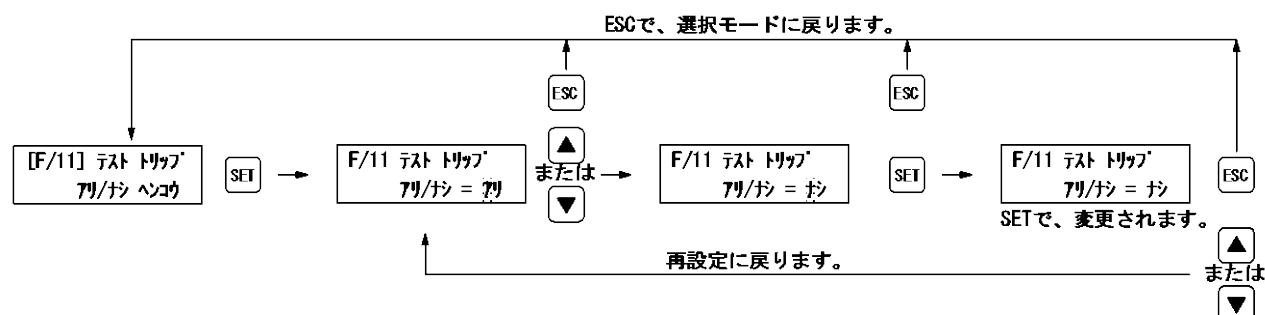 ESCで、選択モードに戻ります。
ESC
ESC
[F/11] ﾃｽﾄ ﾄﾘｯﾌﾟ
ｱﾘ/ﾅｼ ﾍﾝｺｳ
SET
F/11 ﾃｽﾄ ﾄﾘｯﾌﾟ
ｱﾘ/ﾅｼ = ｱﾘ
▲
または
▼
F/11 ﾃｽﾄ ﾄﾘｯﾌﾟ
ｱﾘ/ﾅｼ = ﾅｼ
SET
F/11 ﾃｽﾄ ﾄﾘｯﾌﾟ
ｱﾘ/ﾅｼ = ﾅｼ
ESC
SETで、変更されます。
再設定に戻ります。
▲
または
▼